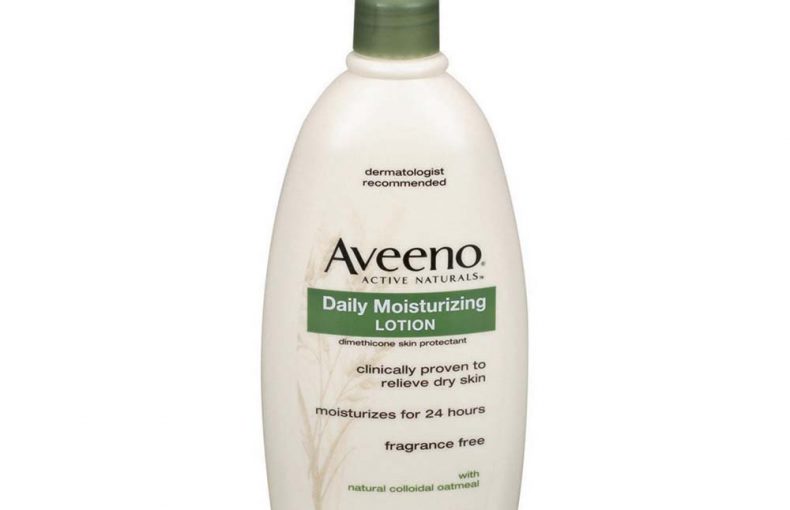 dermatologist
recommended
Aveeno®
ACTIVE NATURALS™
Daily Moisturizing
LOTION
dimethicone skin protectant
clinically proven to
relieve dry skin
moisturizes for 24 hours
fragrance free
with
natural colloidal oatmeal